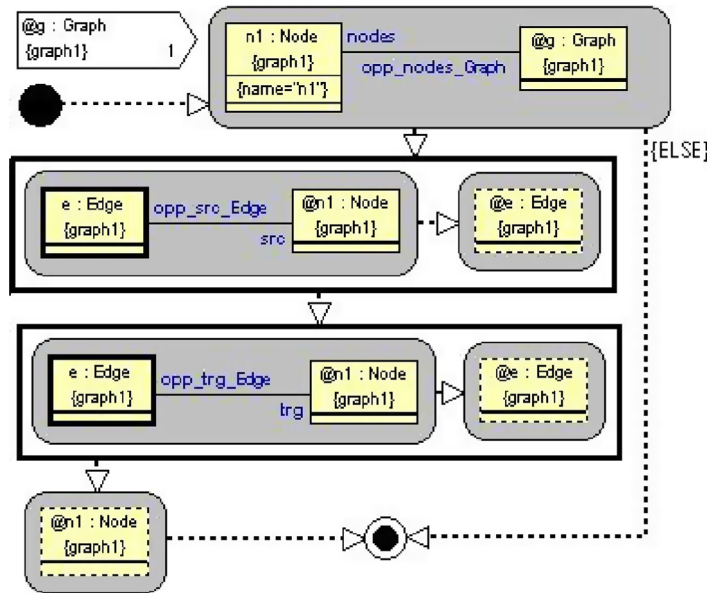 @g : Graph
{graph1} 1
n1 : Node
{graph1}
{name="n1"}
nodes
opp_nodes_Graph
@g : Graph
{graph1}
{ELSE}
e : Edge
{graph1}
opp_src_Edge
src
@n1 : Node
{graph1}
@e : Edge
{graph1}
e : Edge
{graph1}
opp_trg_Edge
trg
@n1 : Node
{graph1}
@e : Edge
{graph1}
@n1 : Node
{graph1}